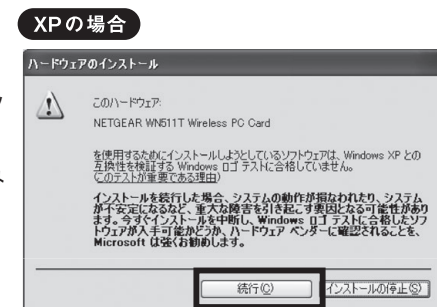 XPの場合
ハードウェアのインストール
このハードウェア:
NETGEAR WN511T Wireless PC Card
を使用するためにインストールしようとしているソフトウェアは、Windows XP との
互換性を検証する Windows ロゴ テストに合格していません。
(このテストが重要である理由)
インストールを続行した場合、システムの動作が損なわれたり、システム
が不安定になるなど、重大な障害を引き起こす要因となる可能性があり
ます。今すぐインストールを中断し、Windows ロゴ テストに合格したソフ
トウェアが入手可能かどうか、ハードウェア ベンダーに確認されることを、
Microsoft は強くお勧めします。
続行(C)
インストールの停止(S)